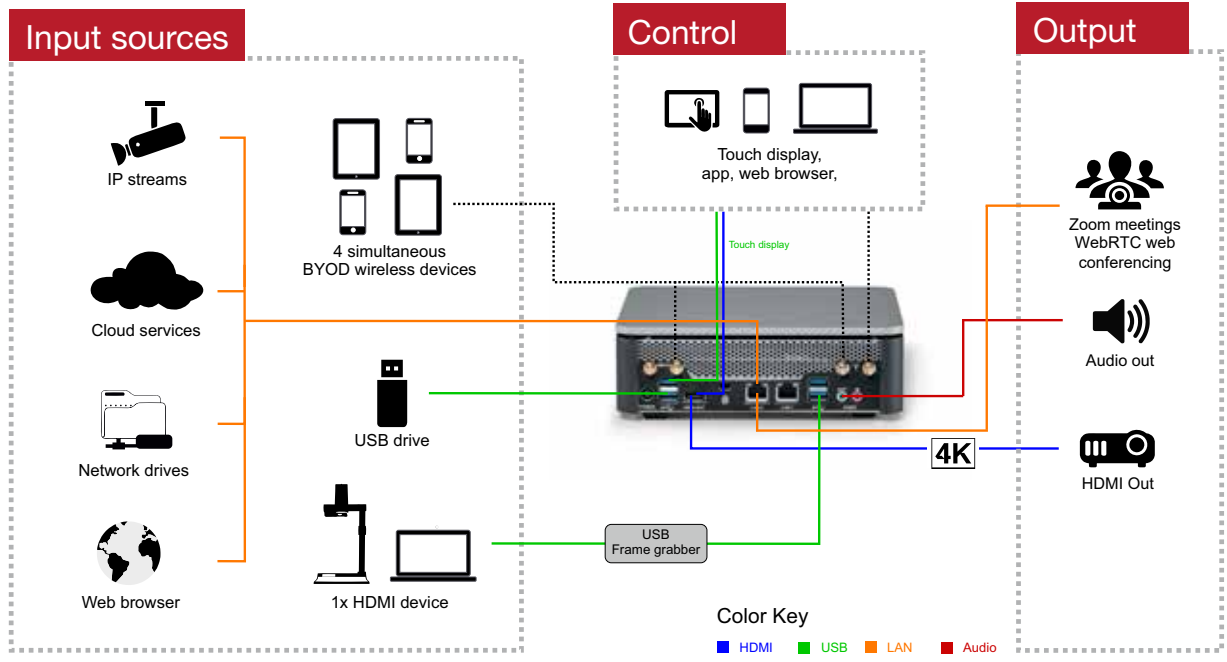 Input sources
Control
Output
IP streams
4 simultaneous
BYOD wireless devices
Cloud services
USB drive
Network drives
Web browser
1x HDMI device
Touch display,
app, web browser,
Touch display
USB
Frame grabber
4K
Zoom meetings
WebRTC web
conferencing
Audio out
HDMI Out
Color Key
HDMI USB LAN Audio